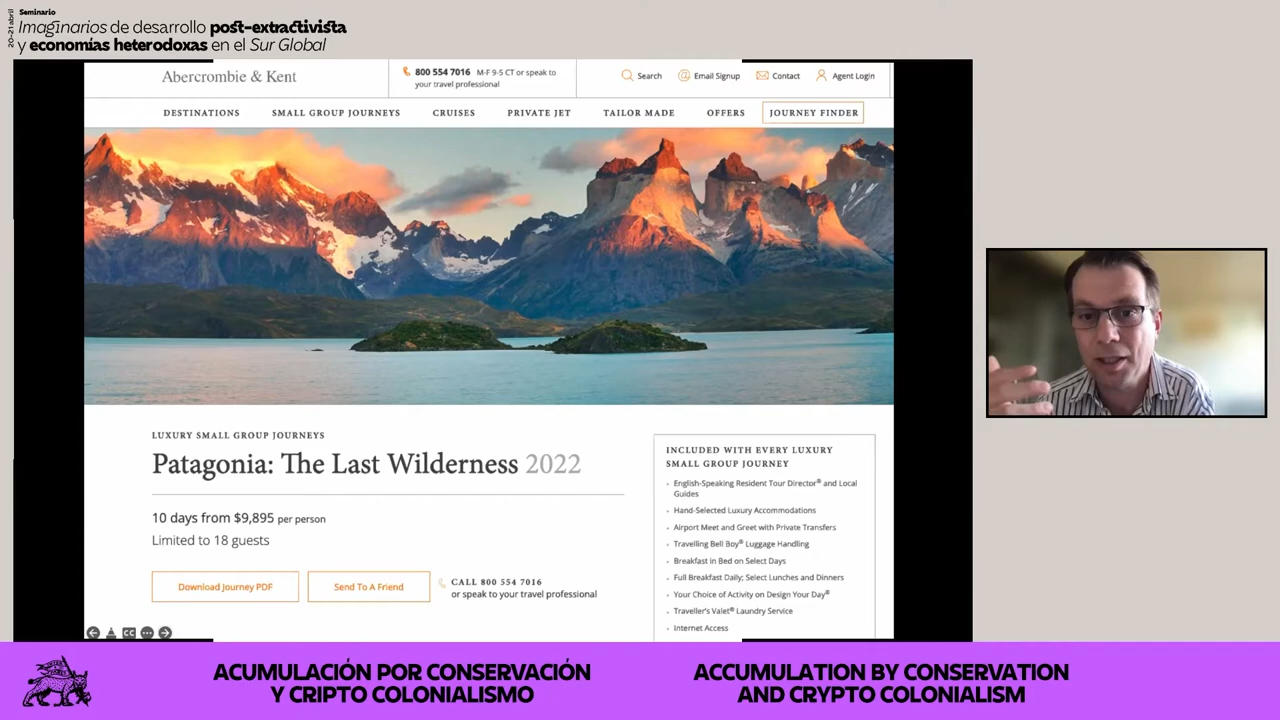 20-21 abril
Seminario
Imaginarios de desarrollo post-extractivista
y economías heterodoxas en el Sur Global
Abercrombie & Kent
800 554 7016 M-F 9-5 CT or speak to
your travel professional
Search
Email Signup
Contact
Agent Login
DESTINATIONS
SMALL GROUP JOURNEYS
CRUISES
PRIVATE JET
TAILOR MADE
OFFERS
JOURNEY FINDER
LUXURY SMALL GROUP JOURNEYS
Patagonia: The Last Wilderness 2022
10 days from $9,895 per person
Limited to 18 guests
Download Journey PDF
Send To A Friend
CALL 800 554 7016
or speak to your travel professional
INCLUDED WITH EVERY LUXURY
SMALL GROUP JOURNEY
English-Speaking Resident Tour Director® and Local
Guides
Hand-Selected Luxury Accommodations
Airport Meet and Greet with Private Transfers
Travelling Bell Boy® Luggage Handling
Breakfast in Bed on Select Days
Full Breakfast Daily; Select Lunches and Dinners
Your Choice of Activity on Design Your Day®
Traveller's Valet® Laundry Service
Internet Access
CC
ACUMULACIÓN POR CONSERVACIÓN
Y CRIPTO COLONIALISMO
ACCUMULATION BY CONSERVATION
AND CRYPTO COLONIALISM